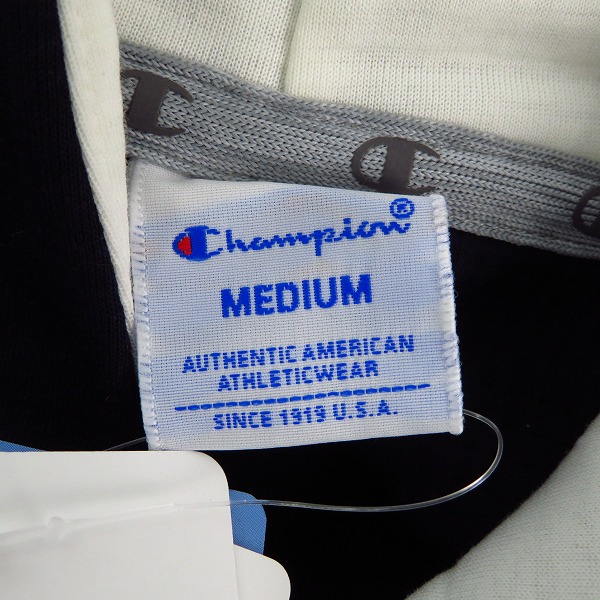 Champion®
MEDIUM
AUTHENTIC AMERICAN
ATHLETICWEAR
SINCE 1919 U.S.A.